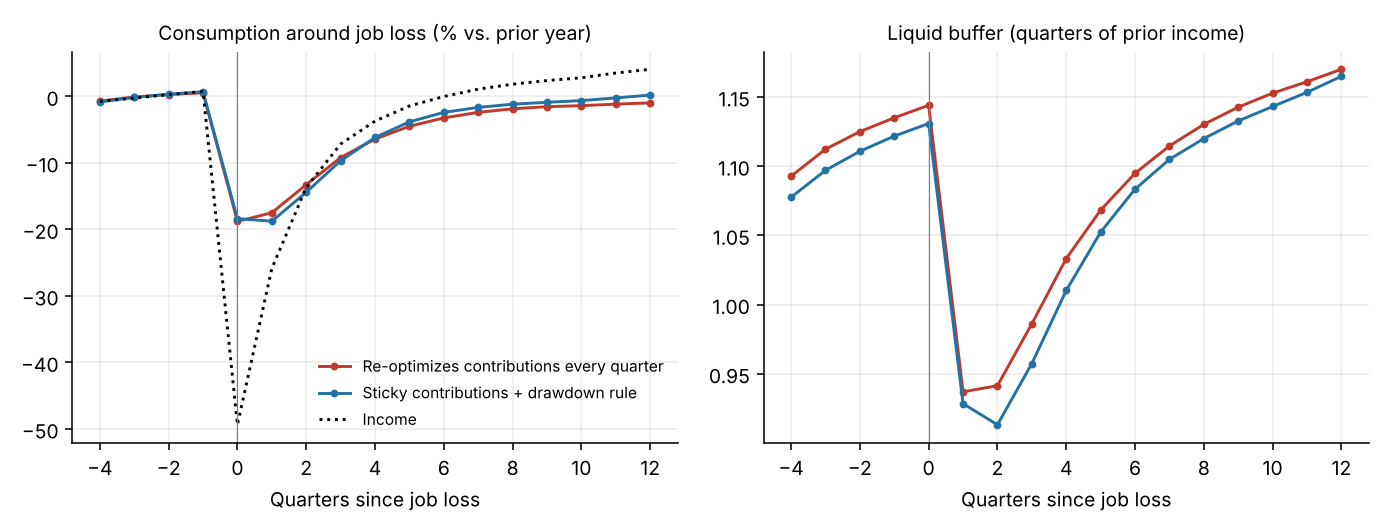 Consumption around job loss (% vs. prior year)
0
−10
−20
−30
−40
−50
Re-optimizes contributions every quarter
Sticky contributions + drawdown rule
Income
−4 −2 0 2 4 6 8 10 12
Quarters since job loss
Liquid buffer (quarters of prior income)
1.15
1.10
1.05
1.00
0.95
−4 −2 0 2 4 6 8 10 12
Quarters since job loss